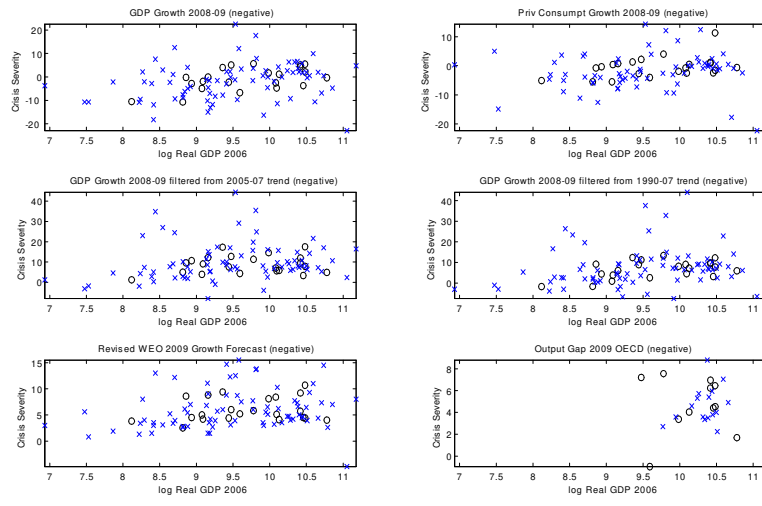 GDP Growth 2008-09 (negative)
20
10
0
-10
-20
Crisis Severity
7 7.5 8 8.5 9 9.5 10 10.5 11
log Real GDP 2006
Priv Consumpt Growth 2008-09 (negative)
10
0
-10
-20
Crisis Severity
7 7.5 8 8.5 9 9.5 10 10.5 11
log Real GDP 2006
GDP Growth 2008-09 filtered from 2005-07 trend (negative)
40
30
20
10
0
Crisis Severity
7 7.5 8 8.5 9 9.5 10 10.5 11
log Real GDP 2006
GDP Growth 2008-09 filtered from 1990-07 trend (negative)
40
30
20
10
0
Crisis Severity
7 7.5 8 8.5 9 9.5 10 10.5 11
log Real GDP 2006
Revised WEO 2009 Growth Forecast (negative)
15
10
5
0
Crisis Severity
7 7.5 8 8.5 9 9.5 10 10.5 11
log Real GDP 2006
Output Gap 2009 OECD (negative)
8
6
4
2
0
Crisis Severity
7 7.5 8 8.5 9 9.5 10 10.5 11
log Real GDP 2006